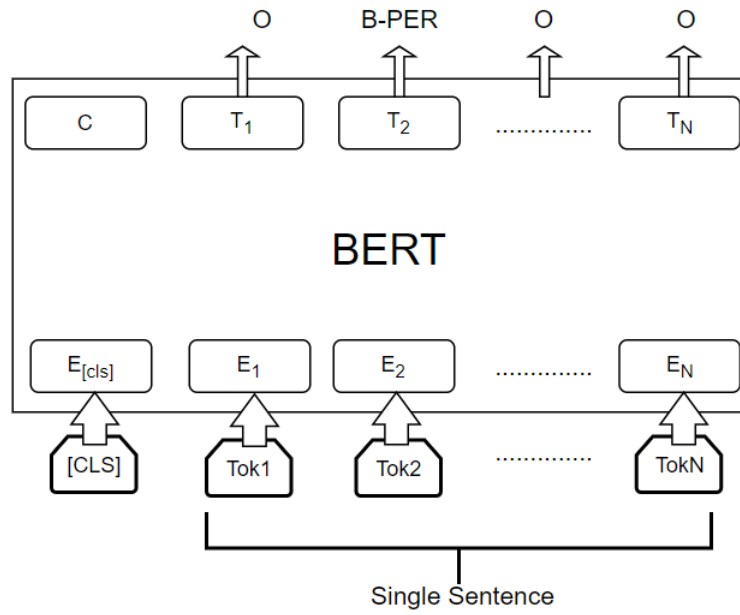 O B-PER O O
C T1 T2 .............. TN
BERT
E[cls] E1 E2 .............. EN
[CLS] Tok1 Tok2 .............. TokN
Single Sentence